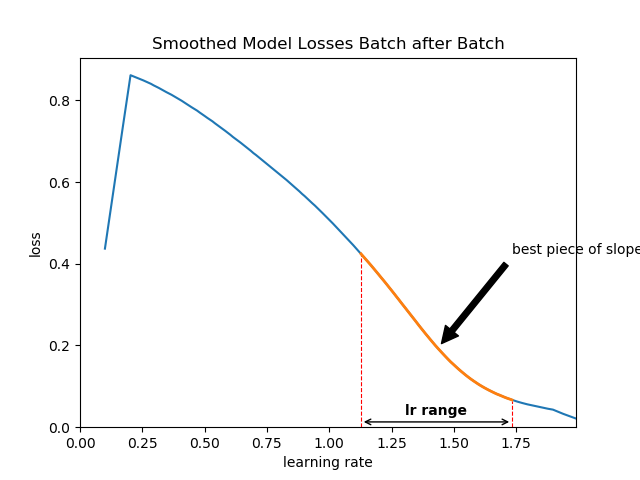 Smoothed Model Losses Batch after Batch
0.8
0.6
0.4
0.2
0.0
loss
best piece of slope
lr range
0.00 0.25 0.50 0.75 1.00 1.25 1.50 1.75
learning rate